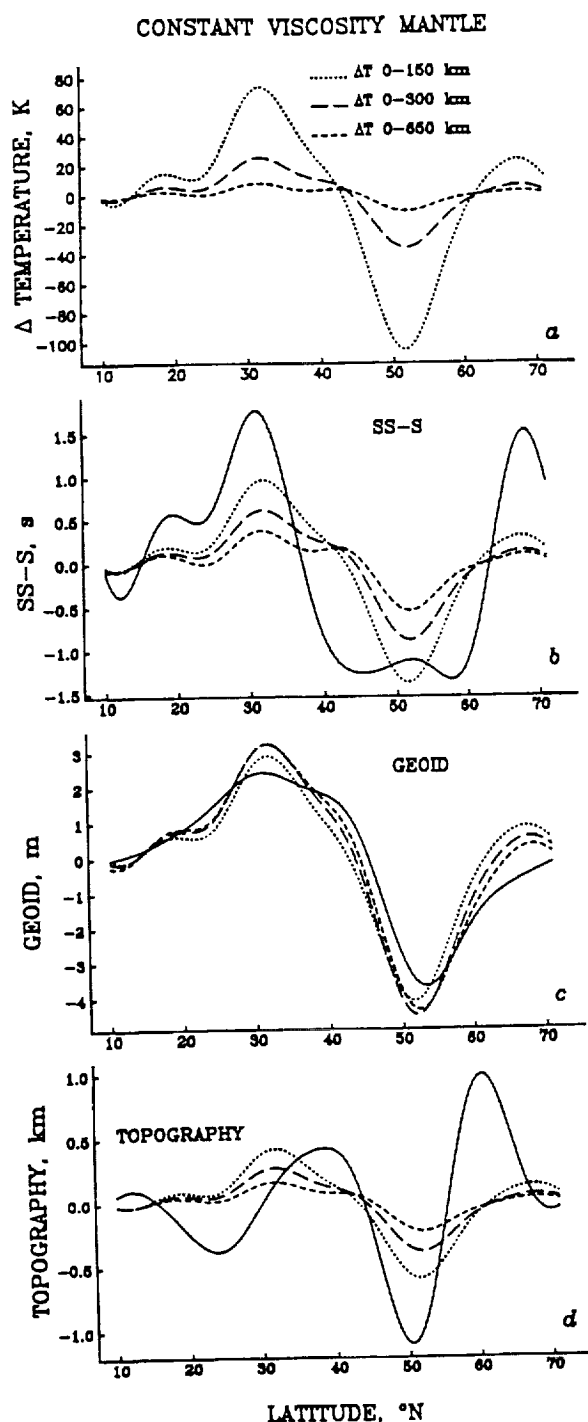 CONSTANT VISCOSITY MANTLE
ΔT 0-150 km
ΔT 0-300 km
ΔT 0-650 km
Δ TEMPERATURE, K
80
60
40
20
0
-20
-40
-60
-80
-100
a
10 20 30 40 50 60 70
SS-S
SS-S, s
1.5
1.0
0.5
0.0
-0.5
-1.0
-1.5
b
10 20 30 40 50 60 70
GEOID
GEOID, m
3
2
1
0
-1
-2
-3
-4
c
10 20 30 40 50 60 70
TOPOGRAPHY
TOPOGRAPHY, km
1.0
0.5
0.0
-0.5
-1.0
d
10 20 30 40 50 60 70
LATITUDE, °N